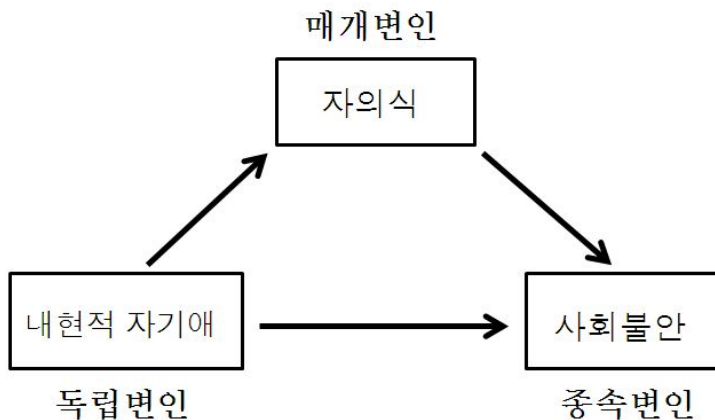 매개변인
자의식
내현적 자기애
사회불안
독립변인
종속변인